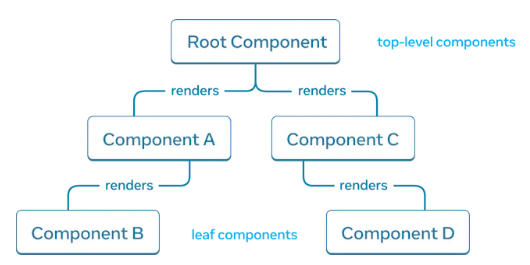 Root Component
top-level components
renders
renders
Component A
Component C
renders
renders
Component B
leaf components
Component D